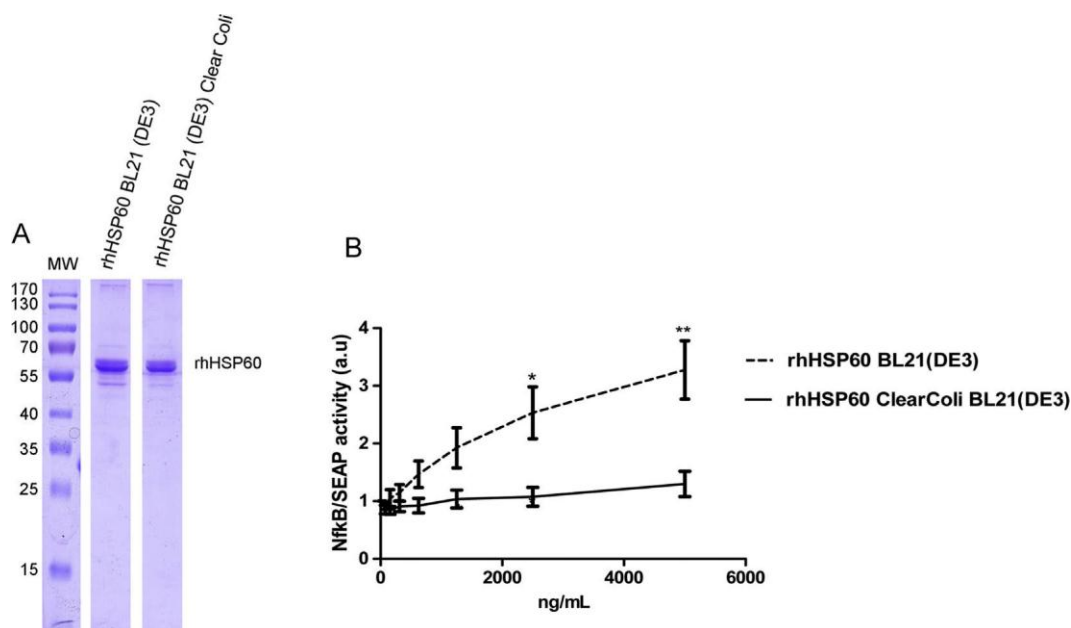 A
MW
rhHSP60 BL21 (DE3)
rhHSP60 BL21 (DE3) Clear Coli
170
130
100
70
55
40
35
25
15
rhHSP60
B
NfkB/SEAP activity (a.u)
4
3
2
1
0
*
**
0 2000 4000 6000
ng/mL
rhHSP60 BL21(DE3)
rhHSP60 ClearColi BL21(DE3)